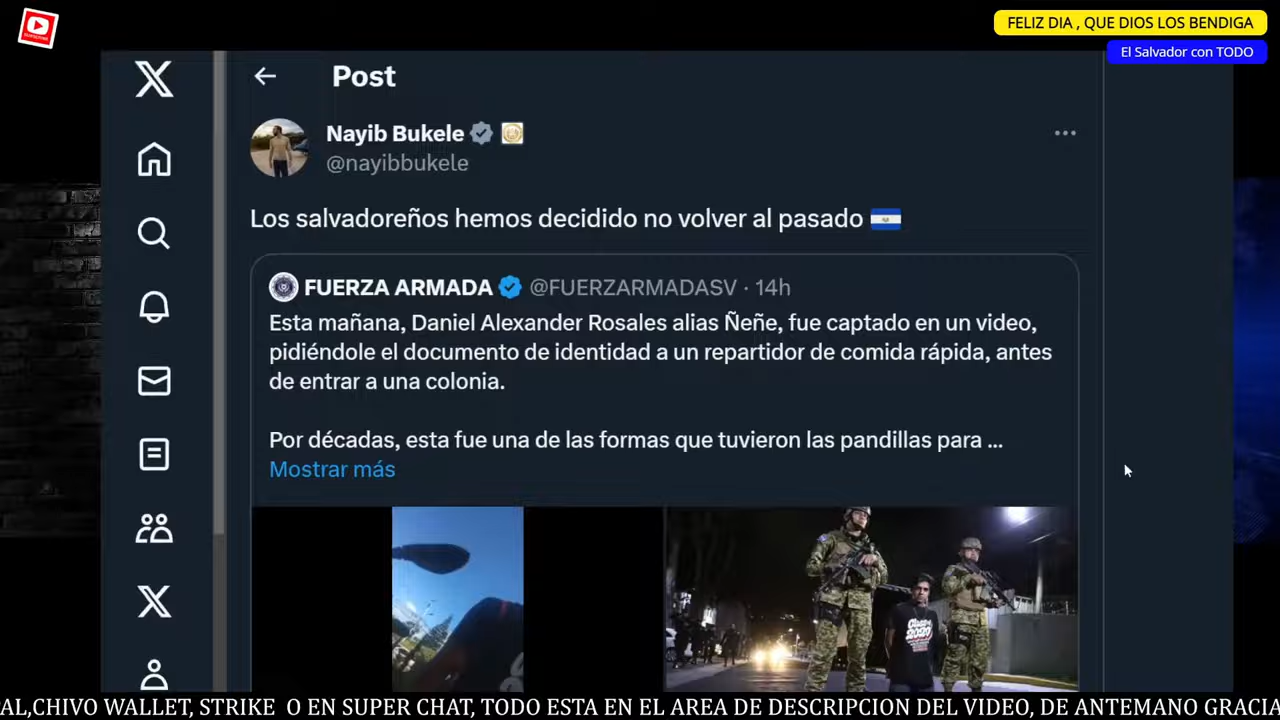 FELIZ DIA , QUE DIOS LOS BENDIGA
El Salvador con TODO
Post
Nayib Bukele
@nayibbukele
Los salvadoreños hemos decidido no volver al pasado
FUERZA ARMADA @FUERZARMADASV · 14h
Esta mañana, Daniel Alexander Rosales alias Ñeñe, fue captado en un video,
pidiéndole el documento de identidad a un repartidor de comida rápida, antes
de entrar a una colonia.
Por décadas, esta fue una de las formas que tuvieron las pandillas para ...
Mostrar más
Class of
2020
AL,CHIVO WALLET, STRIKE O EN SUPER CHAT, TODO ESTA EN EL AREA DE DESCRIPCION DEL VIDEO, DE ANTEMANO GRACIA